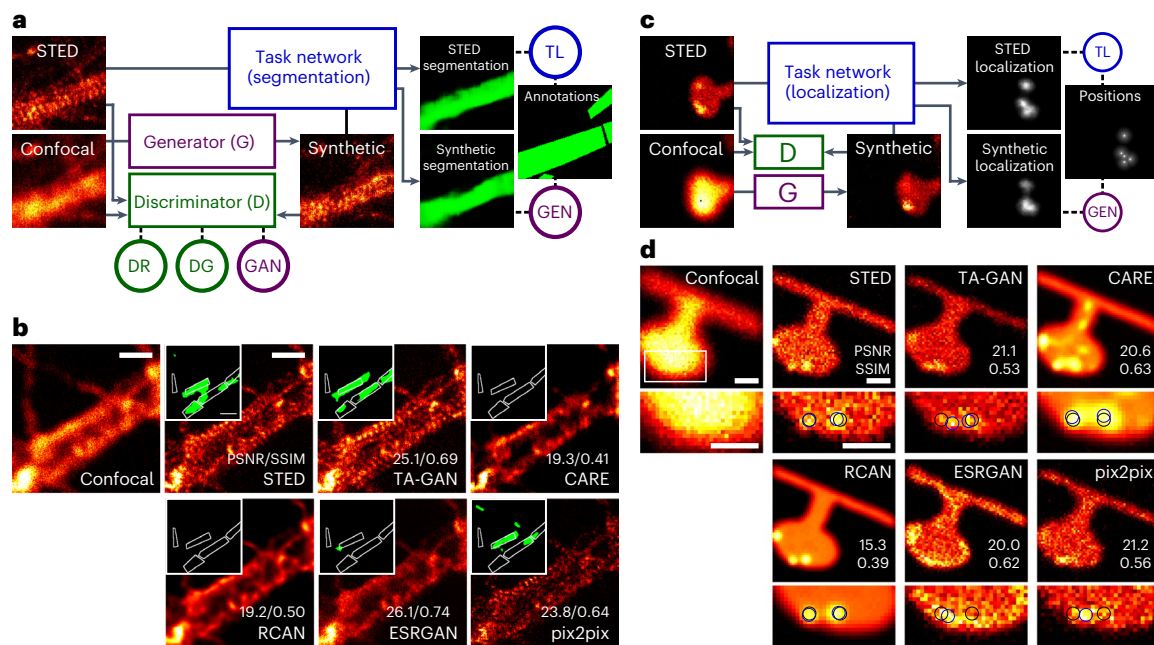 a
STED
Confocal
Task network
(segmentation)
Generator (G)
Discriminator (D)
Synthetic
DR
DG
GAN
STED
segmentation
Synthetic
segmentation
TL
Annotations
GEN
b
Confocal
PSNR/SSIM
STED
25.1/0.69
TA-GAN
19.3/0.41
CARE
19.2/0.50
RCAN
26.1/0.74
ESRGAN
23.8/0.64
pix2pix
c
STED
Confocal
Task network
(localization)
D
G
Synthetic
STED
localization
Synthetic
localization
TL
Positions
GEN
d
Confocal
STED
PSNR
SSIM
TA-GAN
21.1
0.53
CARE
20.6
0.63
RCAN
15.3
0.39
ESRGAN
20.0
0.62
pix2pix
21.2
0.56